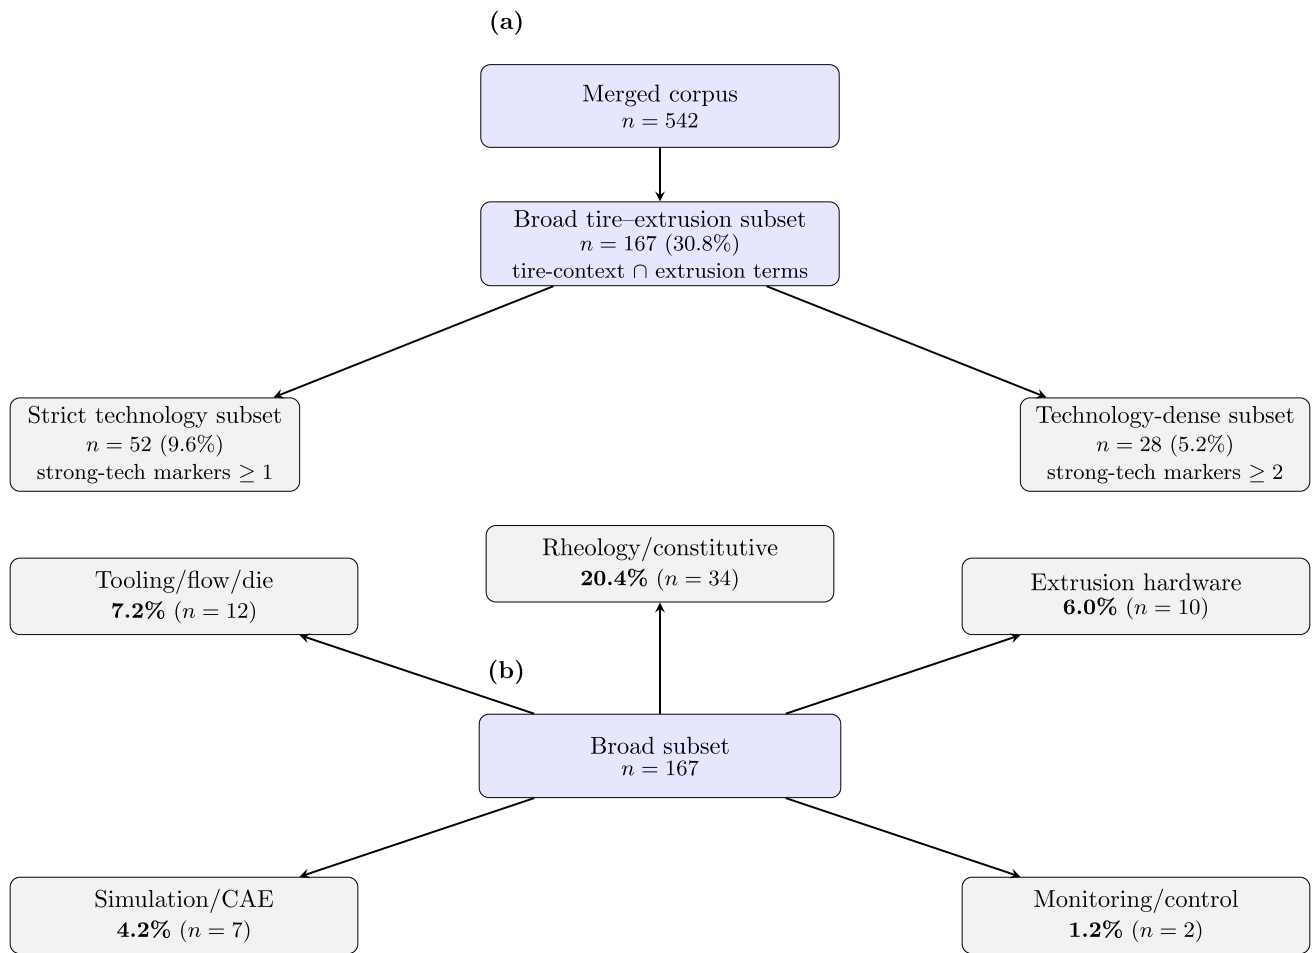 (a)
Merged corpus
n = 542
Broad tire–extrusion subset
n = 167 (30.8%)
tire-context ∩ extrusion terms
Strict technology subset
n = 52 (9.6%)
strong-tech markers ≥ 1
Technology-dense subset
n = 28 (5.2%)
strong-tech markers ≥ 2
Rheology/constitutive
20.4% (n = 34)
Tooling/flow/die
7.2% (n = 12)
Extrusion hardware
6.0% (n = 10)
(b)
Broad subset
n = 167
Simulation/CAE
4.2% (n = 7)
Monitoring/control
1.2% (n = 2)